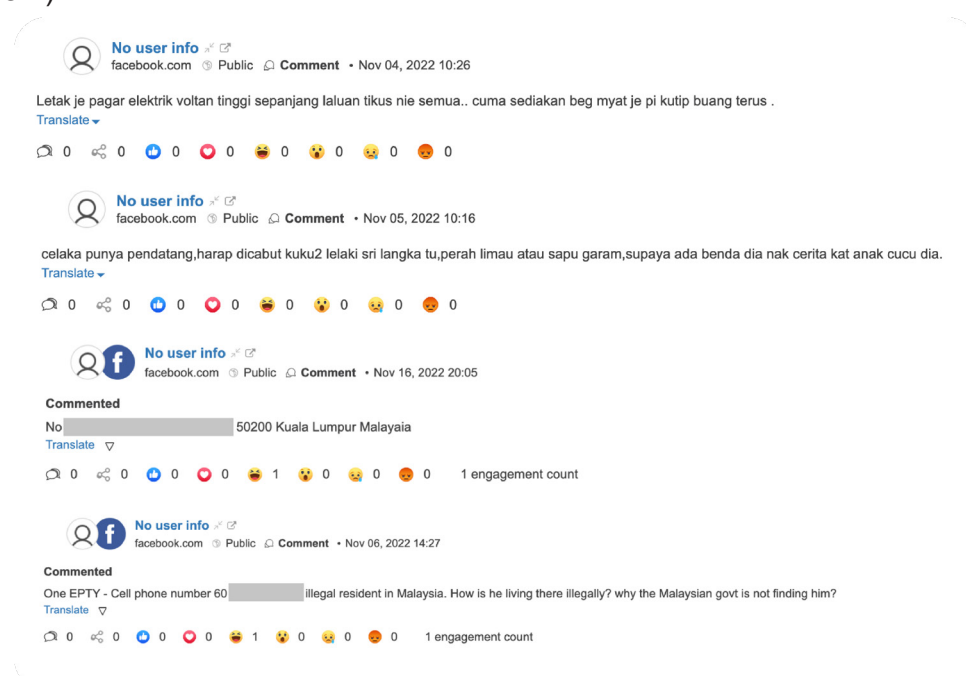 No user info
facebook.com Public Comment • Nov 04, 2022 10:26
Letak je pagar elektrik voltan tinggi sepanjang laluan tikus nie semua.. cuma sediakan beg myat je pi kutip buang terus .
Translate
0 0 0 0 0 0 0 0
No user info
facebook.com Public Comment • Nov 05, 2022 10:16
celaka punya pendatang,harap dicabut kuku2 lelaki sri langka tu,perah limau atau sapu garam,supaya ada benda dia nak cerita kat anak cucu dia.
Translate
0 0 0 0 0 0 0 0
No user info
facebook.com Public Comment • Nov 16, 2022 20:05
Commented
No 50200 Kuala Lumpur Malayaia
Translate
0 0 0 0 1 0 0 0 1 engagement count
No user info
facebook.com Public Comment • Nov 06, 2022 14:27
Commented
One EPTY - Cell phone number 60 illegal resident in Malaysia. How is he living there illegally? why the Malaysian govt is not finding him?
Translate
0 0 0 0 1 0 0 0 1 engagement count